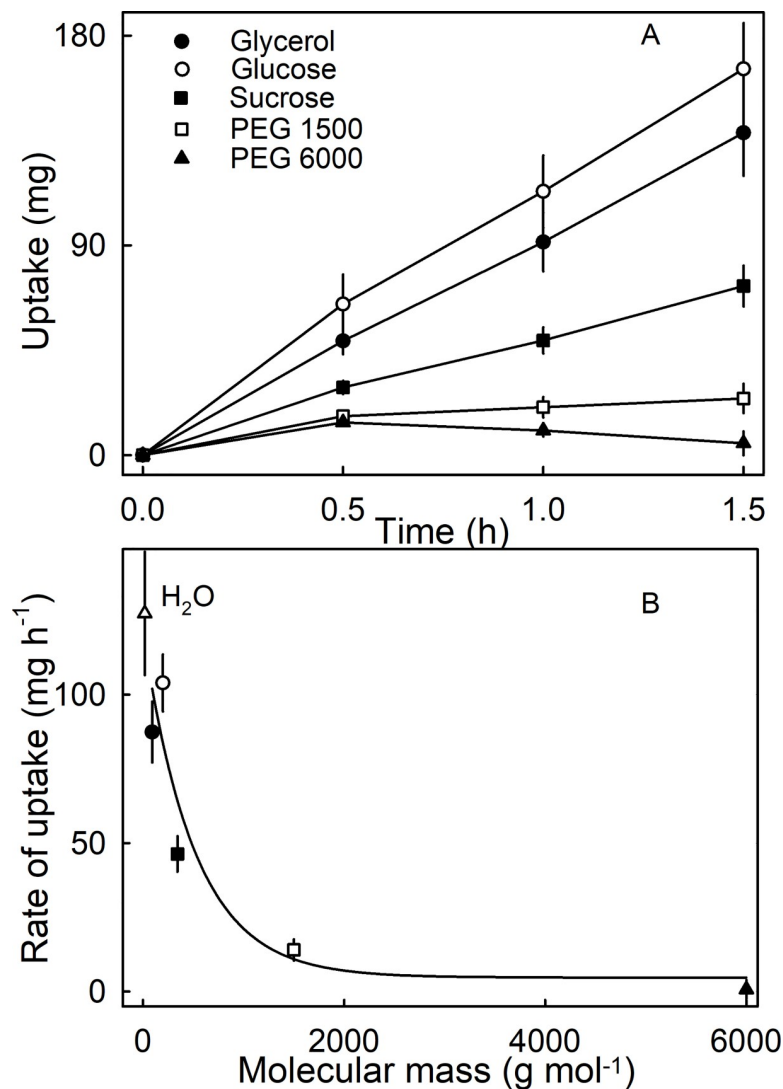 180
A
Glycerol
Glucose
Sucrose
PEG 1500
PEG 6000
90
0
Uptake (mg)
0.0 0.5 1.0 1.5
Time (h)
H₂O
B
100
50
0
Rate of uptake (mg h⁻¹)
0 2000 4000 6000
Molecular mass (g mol⁻¹)